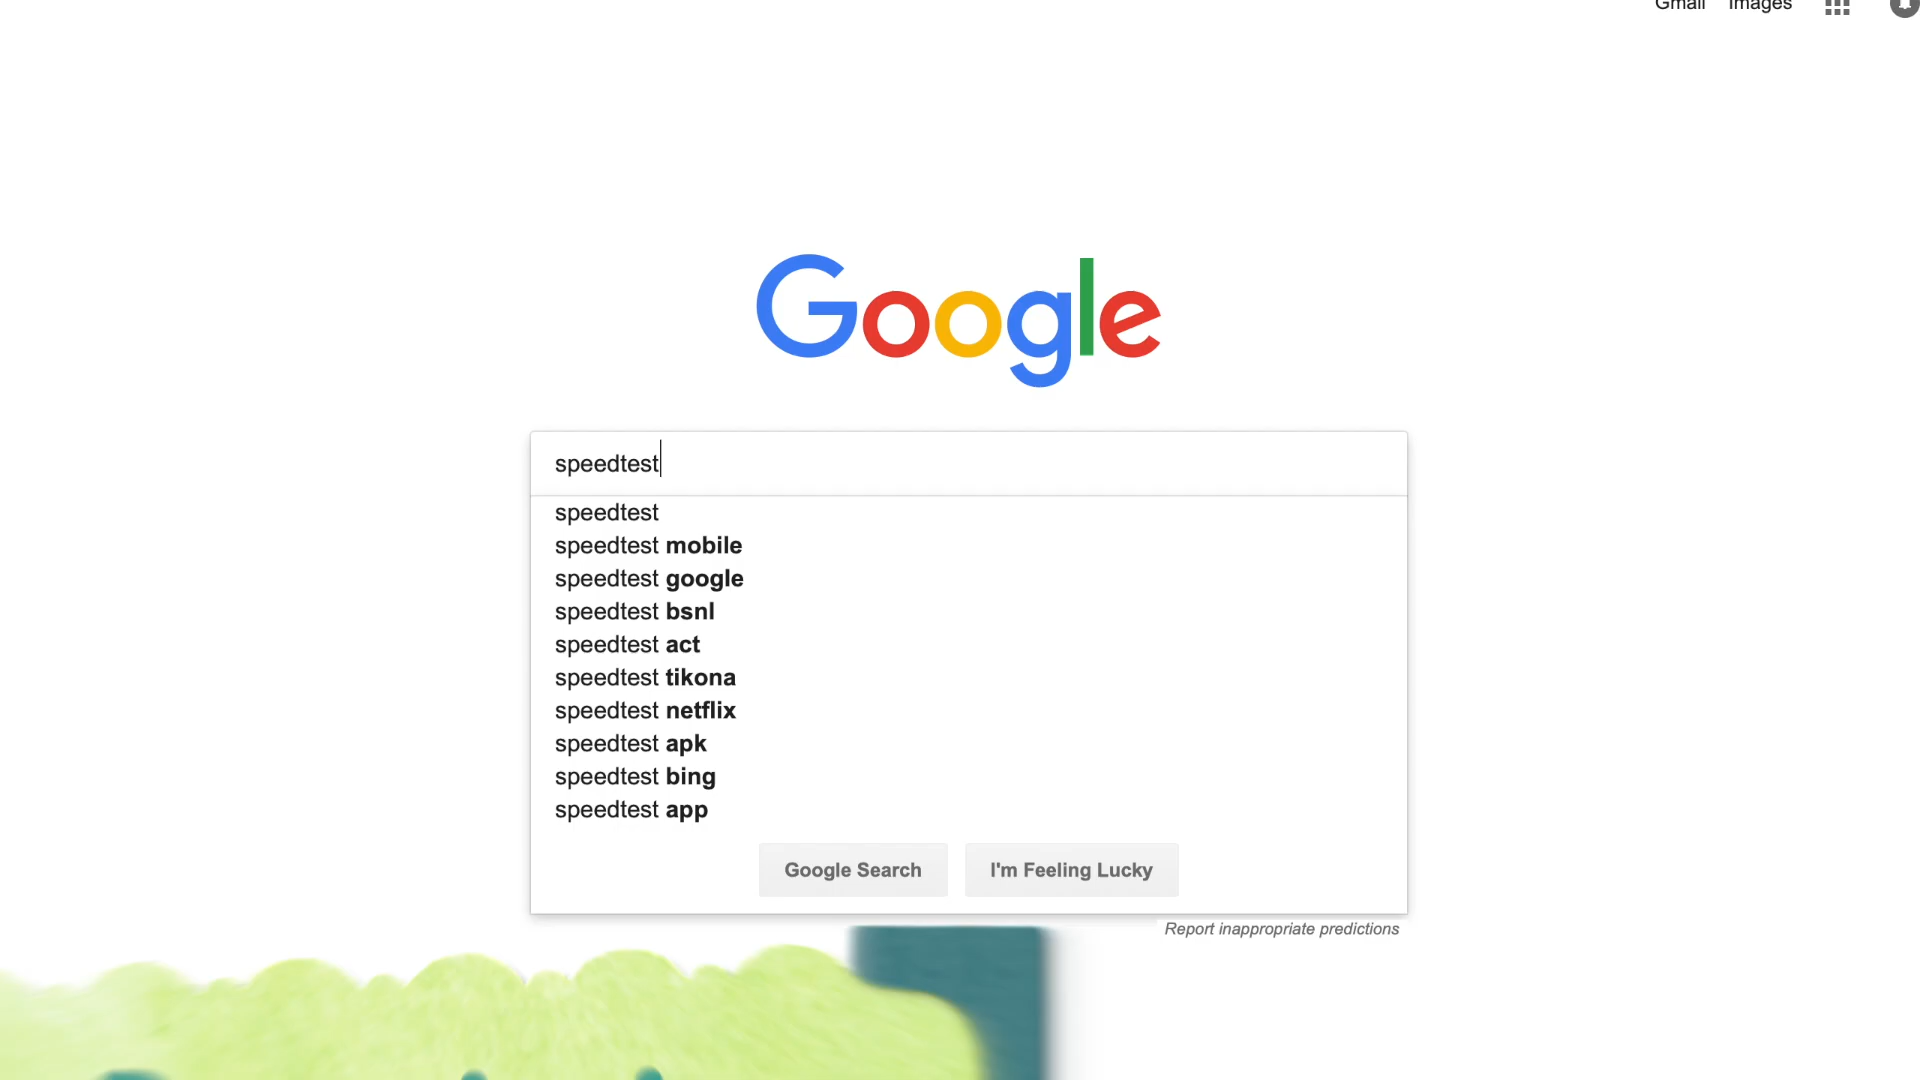 Gmail Images
Google
speedtest
speedtest
speedtest mobile
speedtest google
speedtest bsnl
speedtest act
speedtest tikona
speedtest netflix
speedtest apk
speedtest bing
speedtest app
Google Search I'm Feeling Lucky
Report inappropriate predictions